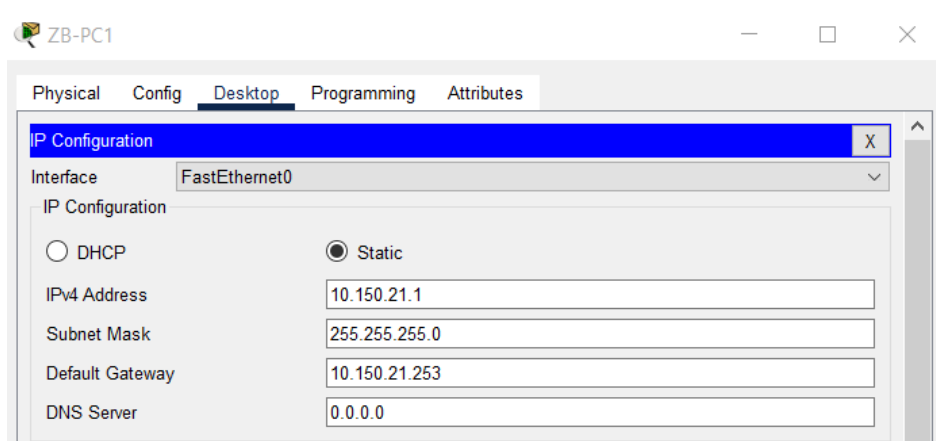 ZB-PC1
Physical Config Desktop Programming Attributes
IP Configuration X
Interface FastEthernet0
IP Configuration
DHCP Static
IPv4 Address 10.150.21.1
Subnet Mask 255.255.255.0
Default Gateway 10.150.21.253
DNS Server 0.0.0.0